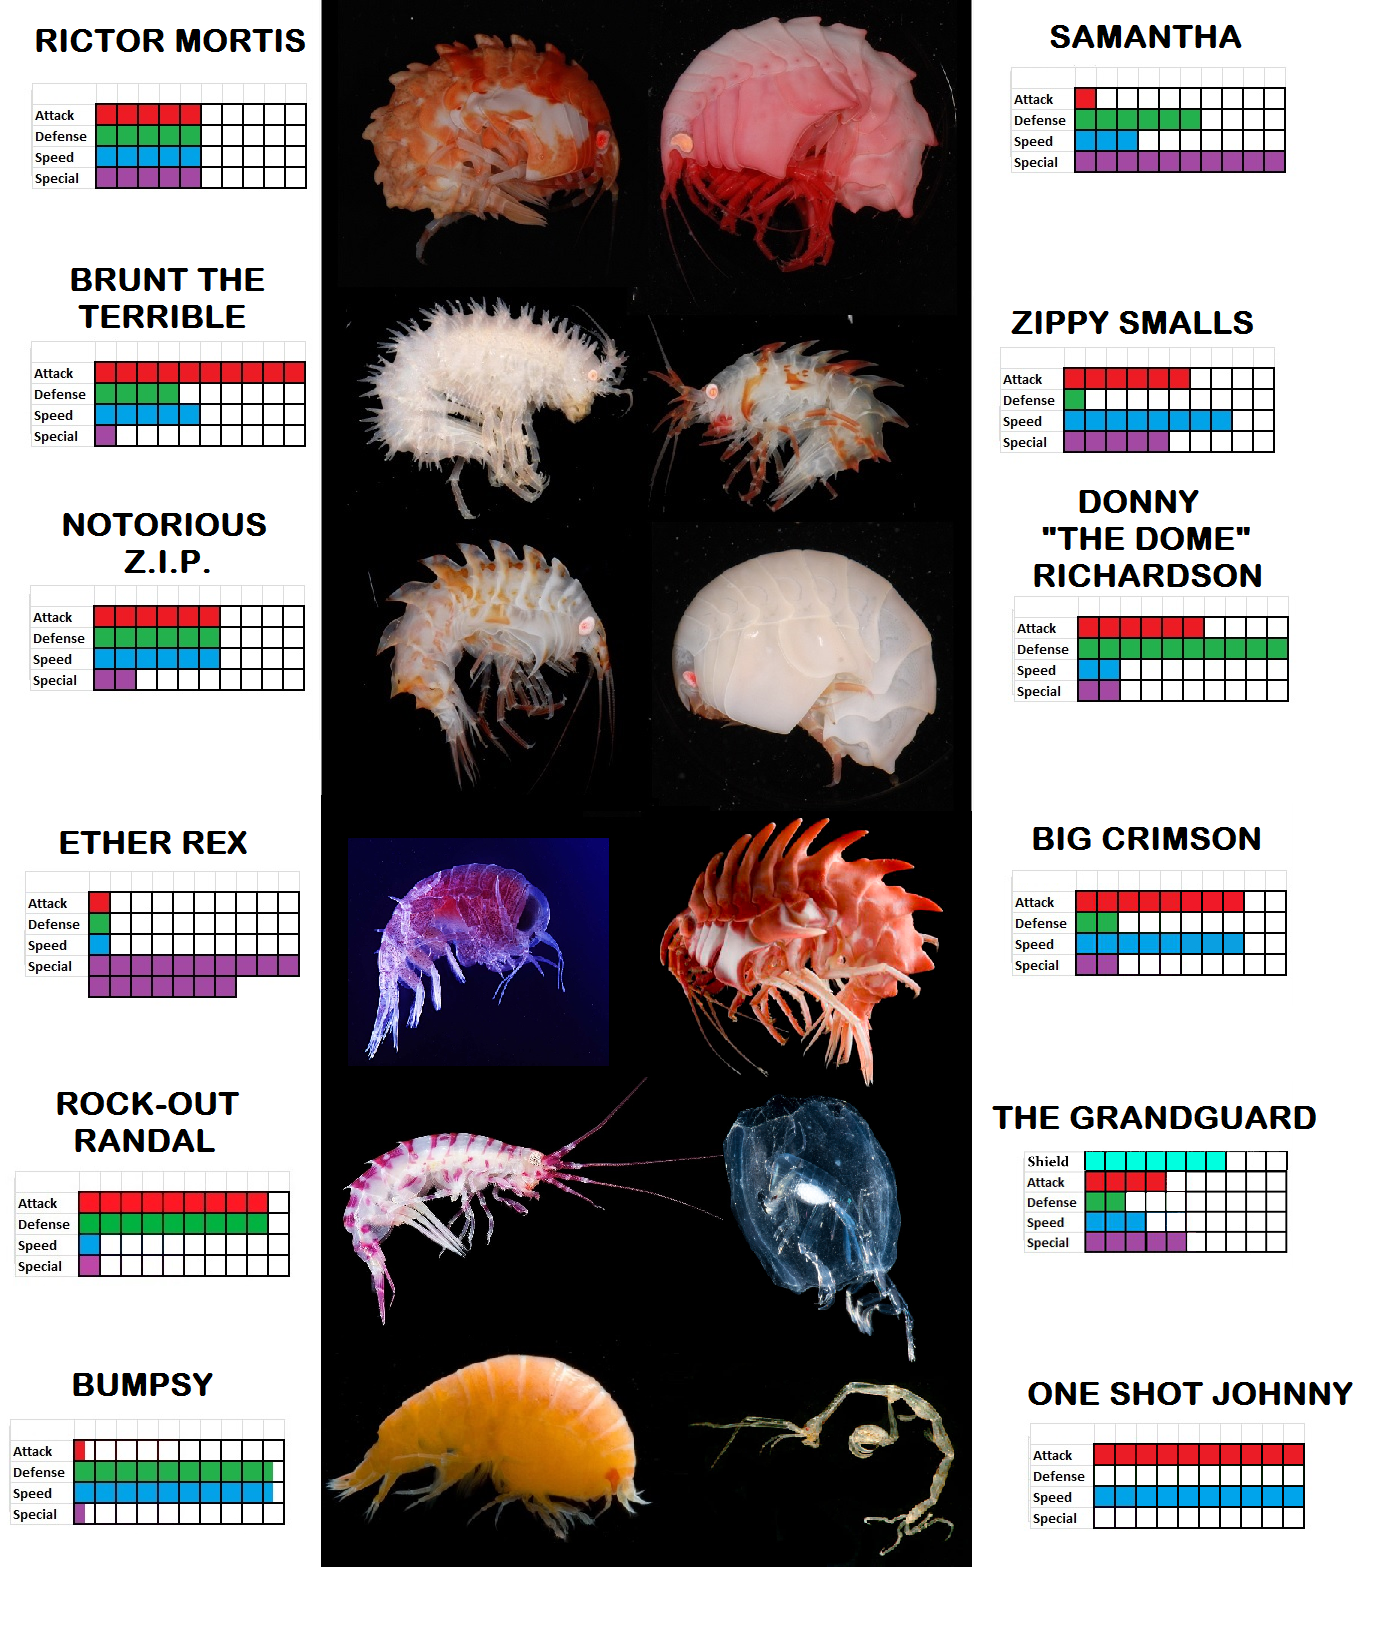 RICTOR MORTIS
Attack
Defense
Speed
Special
SAMANTHA
Attack
Defense
Speed
Special
BRUNT THE
TERRIBLE
Attack
Defense
Speed
Special
ZIPPY SMALLS
Attack
Defense
Speed
Special
NOTORIOUS
Z.I.P.
Attack
Defense
Speed
Special
DONNY
"THE DOME"
RICHARDSON
Attack
Defense
Speed
Special
ETHER REX
Attack
Defense
Speed
Special
BIG CRIMSON
Attack
Defense
Speed
Special
ROCK-OUT
RANDAL
Attack
Defense
Speed
Special
THE GRANDGUARD
Shield
Attack
Defense
Speed
Special
BUMPSY
Attack
Defense
Speed
Special
ONE SHOT JOHNNY
Attack
Defense
Speed
Special